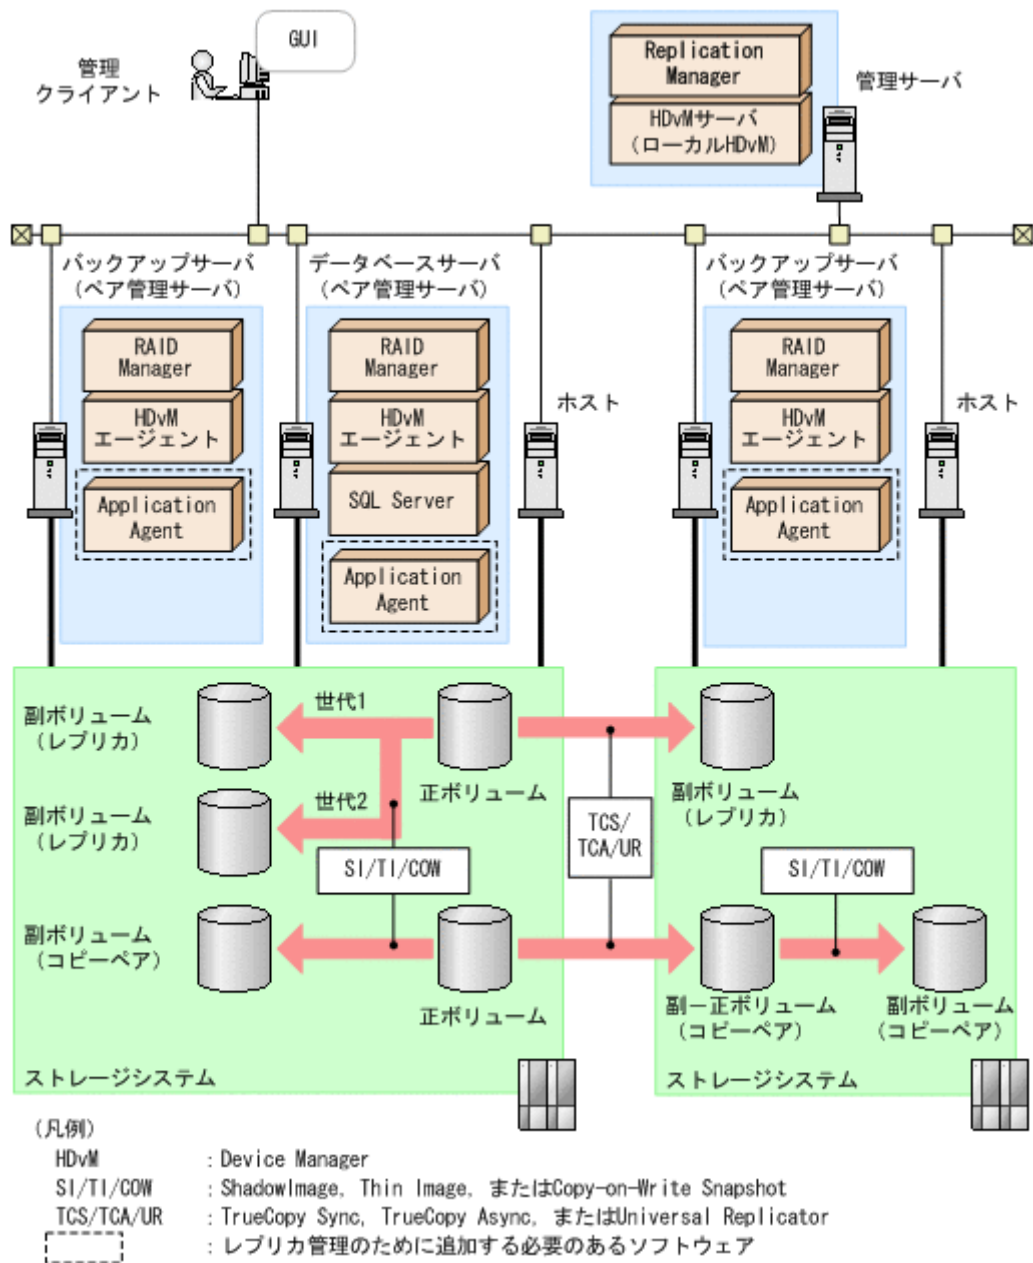 GUI
管理
クライアント
Replication
Manager
HDvMサーバ
(ローカルHDvM)
管理サーバ
バックアップサーバ
(ペア管理サーバ)
データベースサーバ
(ペア管理サーバ)
バックアップサーバ
(ペア管理サーバ)
RAID
Manager
HDvM
エージェント
Application
Agent
RAID
Manager
HDvM
エージェント
SQL Server
Application
Agent
ホスト
RAID
Manager
HDvM
エージェント
Application
Agent
ホスト
副ボリューム
(レプリカ)
世代1
正ボリューム
副ボリューム
(レプリカ)
副ボリューム
(レプリカ)
世代2
SI/TI/COW
TCS/
TCA/UR
SI/TI/COW
副ボリューム
(コピーペア)
正ボリューム
副－正ボリューム
(コピーペア)
副ボリューム
(コピーペア)
ストレージシステム
ストレージシステム
(凡例)
HDvM : Device Manager
SI/TI/COW : ShadowImage, Thin Image, またはCopy-on-Write Snapshot
TCS/TCA/UR : TrueCopy Sync, TrueCopy Async, またはUniversal Replicator
: レプリカ管理のために追加する必要のあるソフトウェア